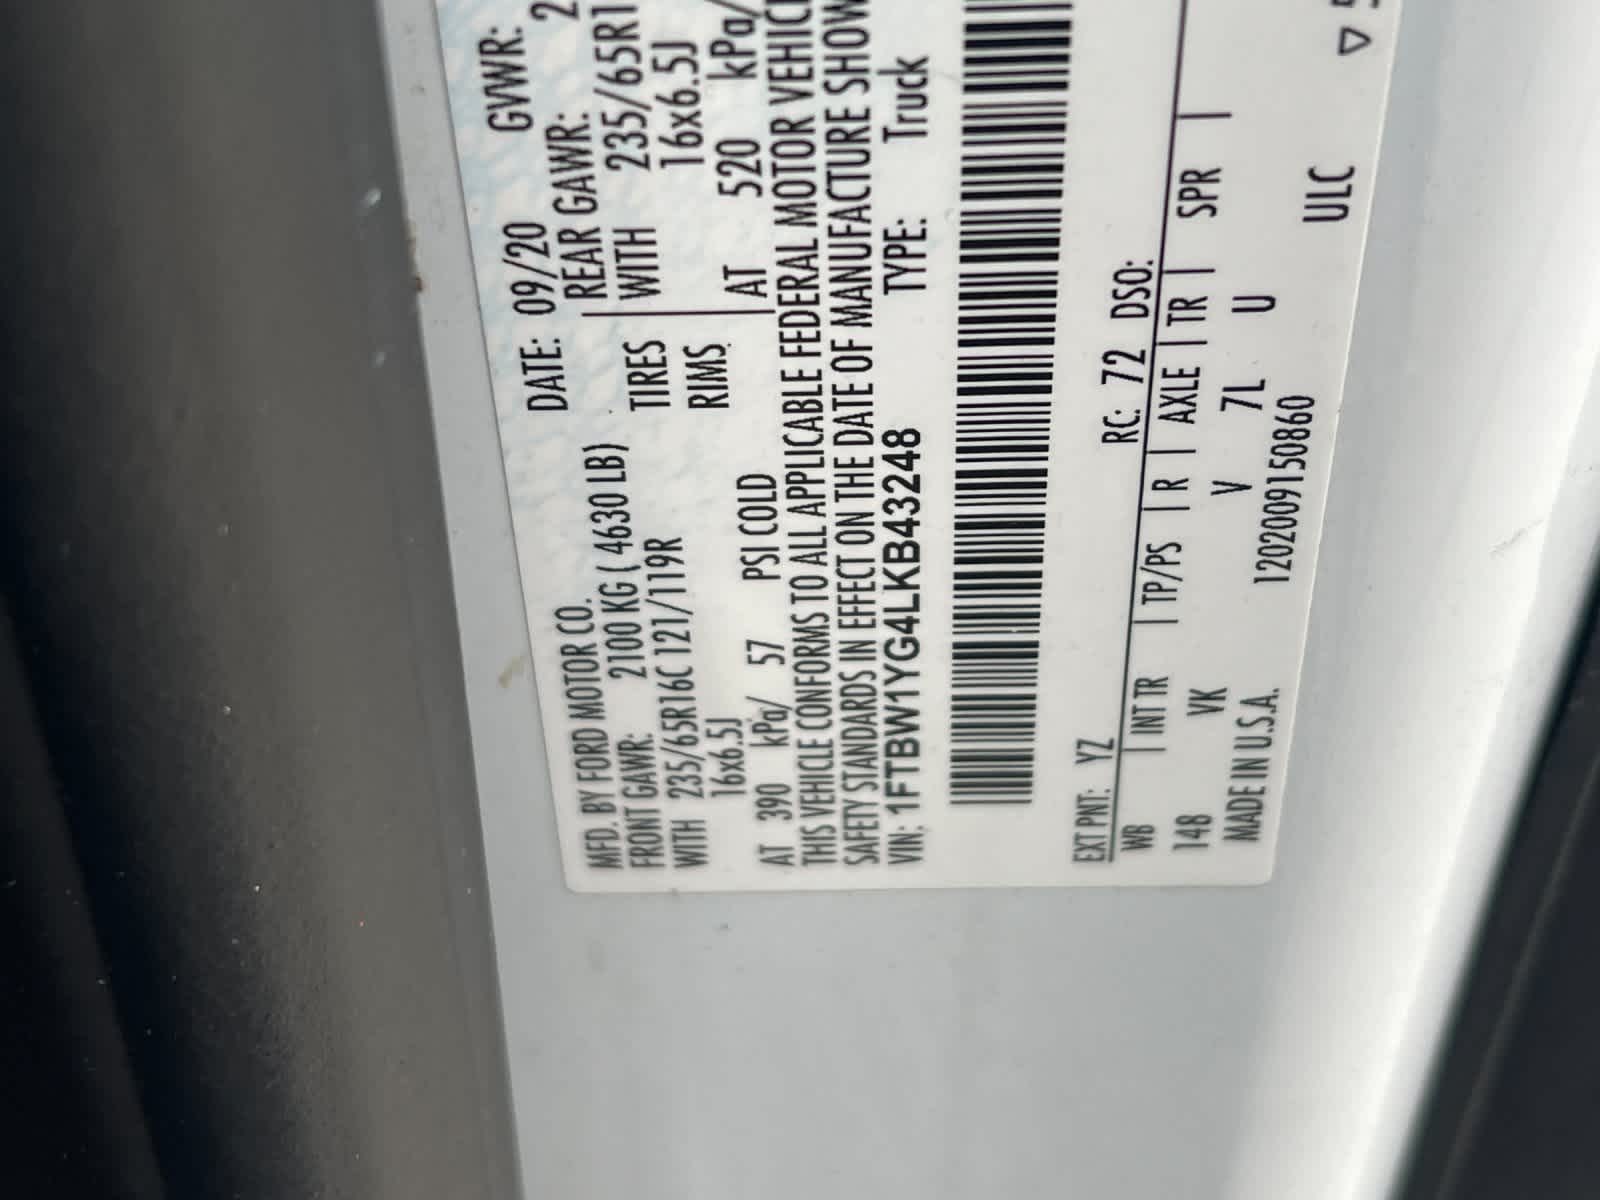 MFD. BY FORD MOTOR CO. DATE: 09/20 GVWR: 2
FRONT GAWR: 2100 KG ( 4630 LB) REAR GAWR: 2
WITH 235/65R16C 121/119R TIRES WITH 235/65R1
16x6.5J RIMS 16x6.5J
AT 390 kPa/ 57 PSI COLD AT 520 kPa/
THIS VEHICLE CONFORMS TO ALL APPLICABLE FEDERAL MOTOR VEHICL
SAFETY STANDARDS IN EFFECT ON THE DATE OF MANUFACTURE SHOW
VIN: 1FTBW1YG4LKB43248 TYPE: Truck
EXT PNT: YZ RC: 72 DSO:
WB | INT TR | TP/PS | R | AXLE | TR | SPR |
148 VK V 7L U
MADE IN U.S.A. 1202009150860 ULC